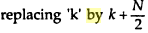 replacing 'k' by k + N/2